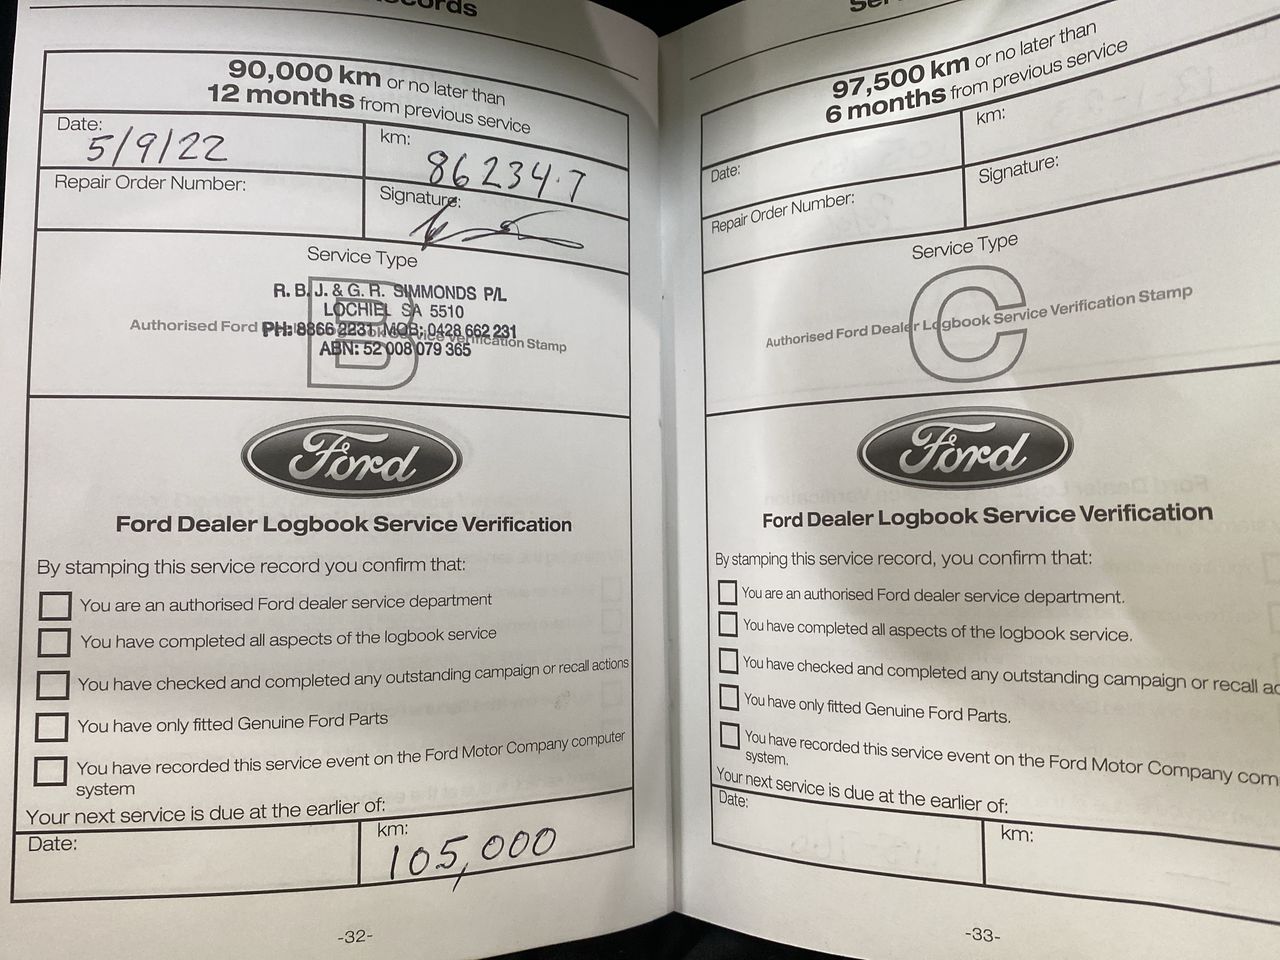 90,000 km or no later than
12 months from previous service
Date:
5/9/22
km:
86234.7
Repair Order Number:
Signature:
Service Type
B
Authorised Ford
Service Verification Stamp
R. B. J. & G. R. SIMMONDS P/L
LOCHIEL SA 5510
PH: 8866 2231 MOB: 0428 662 231
ABN: 52 008 079 365
Ford
Ford Dealer Logbook Service Verification
By stamping this service record you confirm that:
You are an authorised Ford dealer service department
You have completed all aspects of the logbook service
You have checked and completed any outstanding campaign or recall actions
You have only fitted Genuine Ford Parts
You have recorded this service event on the Ford Motor Company computer
system
Your next service is due at the earlier of:
Date:
km:
105,000
-32-
97,500 km or no later than
6 months from previous service
Date:
km:
Repair Order Number:
Signature:
Service Type
C
Authorised Ford Dealer Logbook Service Verification Stamp
Ford
Ford Dealer Logbook Service Verification
By stamping this service record, you confirm that:
You are an authorised Ford dealer service department.
You have completed all aspects of the logbook service.
You have checked and completed any outstanding campaign or recall ac
You have only fitted Genuine Ford Parts.
You have recorded this service event on the Ford Motor Company com
system.
Your next service is due at the earlier of:
Date:
km:
-33-